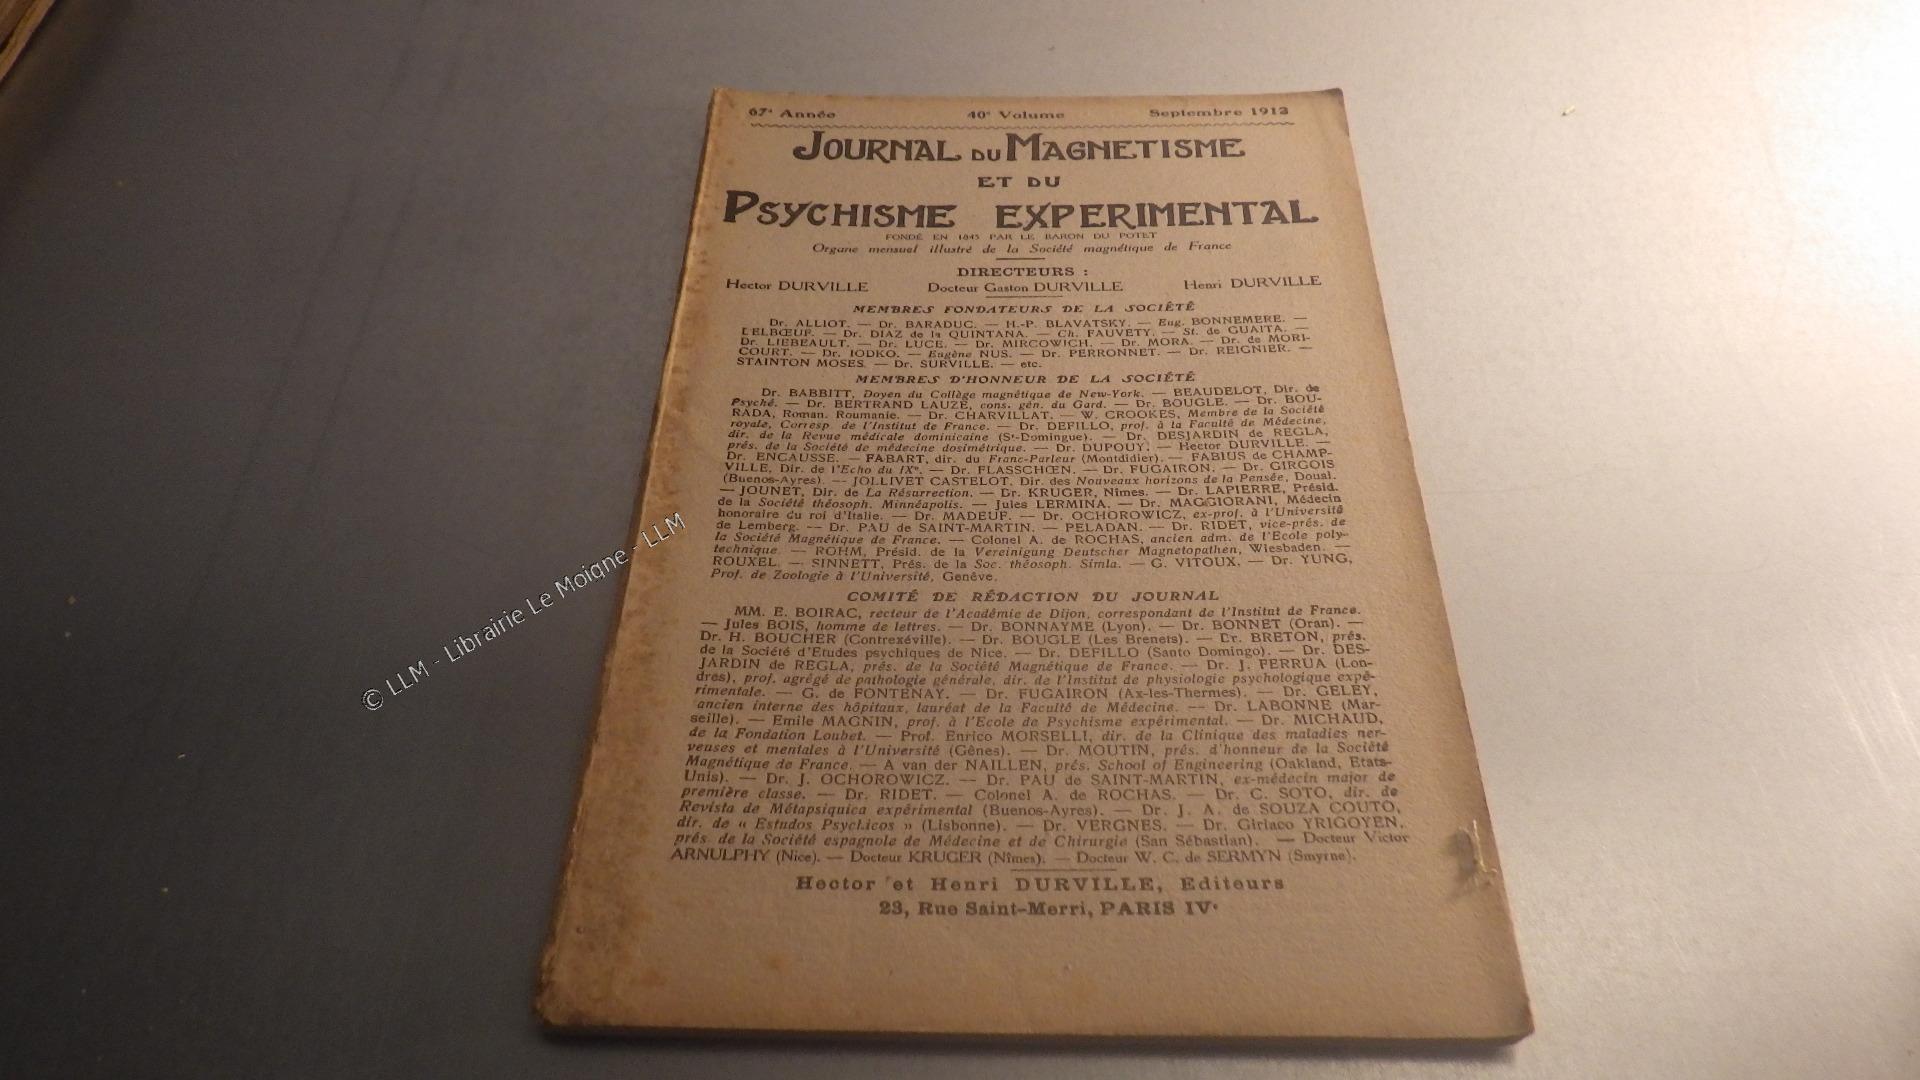 67e Année 40e Volume Septembre 1912
JOURNAL DU MAGNETISME
ET DU
PSYCHISME EXPERIMENTAL
FONDÉ EN 1845 PAR LE BARON DU POTET
Organe mensuel illustré de la Société magnétique de France
DIRECTEURS :
Hector DURVILLE Docteur Gaston DURVILLE Henri DURVILLE
MEMBRES FONDATEURS DE LA SOCIÉTÉ
Dr. ALLIOT. — Dr. BARADUC. — H.-P. BLAVATSKY. — Eug. BONNEMERE. —
DELBŒUF. — Dr. DIAZ de la QUINTANA. — Ch. FAUVETY. — St. de GUAITA. —
Dr. LIEBEAULT. — Dr. LUCE. — Dr. MIRCOWICH. — Dr. MORA. — Dr. de MORI-
COURT. — Dr. IODKO. — Eugène NUS. — Dr. PERRONNET. — Dr. REIGNIER. —
STAINTON MOSES. — Dr. SURVILLE. — etc.
MEMBRES D'HONNEUR DE LA SOCIÉTÉ
Dr. BABBITT, Doyen du Collège magnétique de New-York. — BEAUDELOT, Dir. de
Psyché. — Dr. BERTRAND LAUZE, cons. gén. du Gard. — Dr. BOUGLE. — Dr. BOU-
RADA, Roman. Roumanie. — Dr. CHARVILLAT. — W. CROOKES, Membre de la Société
royale, Corresp. de l'Institut de France. — Dr. DEFILLO, prof. à la Faculté de Médecine,
dir. de la Revue médicale dominicaine (St-Domingue). — Dr. DESJARDIN de REGLA,
prés. de la Société de médecine dosimétrique. — Dr. DUPOUY. — Hector DURVILLE. —
Dr. ENCAUSSE. — FABART, dir. du Franc-Parleur (Montdidier). — FABIUS de CHAMP-
VILLE, Dir. de l'Echo du IXe. — Dr. FLASSCHŒN. — Dr. FUGAIRON. — Dr. GIRGOIS
(Buenos-Ayres). — JOLLIVET CASTELOT, Dir. des Nouveaux horizons de la Pensée, Douai.
— JOUNET, Dir. de La Résurrection. — Dr. KRUGER, Nîmes. — Dr. LAPIERRE, Présid.
de la Société théosoph. Minnéapolis. — Jules LERMINA. — Dr. MAGGIORANI, Médecin
honoraire du roi d'Italie. — Dr. MADEUF. — Dr. OCHOROWICZ, ex-prof. à l'Université
de Lemberg. — Dr. PAU de SAINT-MARTIN. — PELADAN. — Dr. RIDET, vice-prés. de
la Société Magnétique de France. — Colonel A. de ROCHAS, ancien adm. de l'Ecole poly-
technique. — ROHM, Présid. de la Vereinigung Deutscher Magnetopathen, Wiesbaden. —
ROUXEL. — SINNETT, Prés. de la Soc. théosoph. Simla. — G. VITOUX. — Dr. YUNG,
Prof. de Zoologie à l'Université, Genève.
COMITÉ DE RÉDACTION DU JOURNAL
MM. E. BOIRAC, recteur de l'Académie de Dijon, correspondant de l'Institut de France.
— Jules BOIS, homme de lettres. — Dr. BONNAYME (Lyon). — Dr. BONNET (Oran). —
Dr. H. BOUCHER (Contrexéville). — Dr. BOUGLE (Les Brenets). — Dr. BRETON, prés.
de la Société d'Etudes psychiques de Nice. — Dr. DEFILLO (Santo Domingo). — Dr. DES-
JARDIN de REGLA, prés. de la Société Magnétique de France. — Dr. J. FERRUA (Lon-
dres), prof. agrégé de pathologie générale, dir. de l'Institut de physiologie psychologique expé-
rimentale. — G. de FONTENAY. — Dr. FUGAIRON (Ax-les-Thermes). — Dr. GELEY,
ancien interne des hôpitaux, lauréat de la Faculté de Médecine. — Dr. LABONNE (Mar-
seille). — Emile MAGNIN, prof. à l'Ecole de Psychisme expérimental. — Dr. MICHAUD,
de la Fondation Loubet. — Prof. Enrico MORSELLI, dir. de la Clinique des maladies ner-
veuses et mentales à l'Université (Gênes). — Dr. MOUTIN, prés. d'honneur de la Société
Magnétique de France. — A van der NAILLEN, prés. School of Engineering (Oakland, Etats-
Unis). — Dr. J. OCHOROWICZ. — Dr. PAU de SAINT-MARTIN, ex-médecin major de
première classe. — Dr. RIDET. — Colonel A. de ROCHAS. — Dr. C. SOTO, dir. de
Revista de Métapsiquica expérimental (Buenos-Ayres). — Dr. J. A. de SOUZA COUTO,
dir. de « Estudos Psychicos » (Lisbonne). — Dr. VERGNES. — Dr. Giriaco YRIGOYEN,
prés. de la Société espagnole de Médecine et de Chirurgie (San Sébastian). — Docteur Victor
ARNULPHY (Nice). — Docteur KRUGER (Nîmes). — Docteur W. C. de SERMYN (Smyrne).
Hector et Henri DURVILLE, Editeurs
23, Rue Saint-Merri, PARIS IVe
© LLM - Librairie Le Moigne - LLM